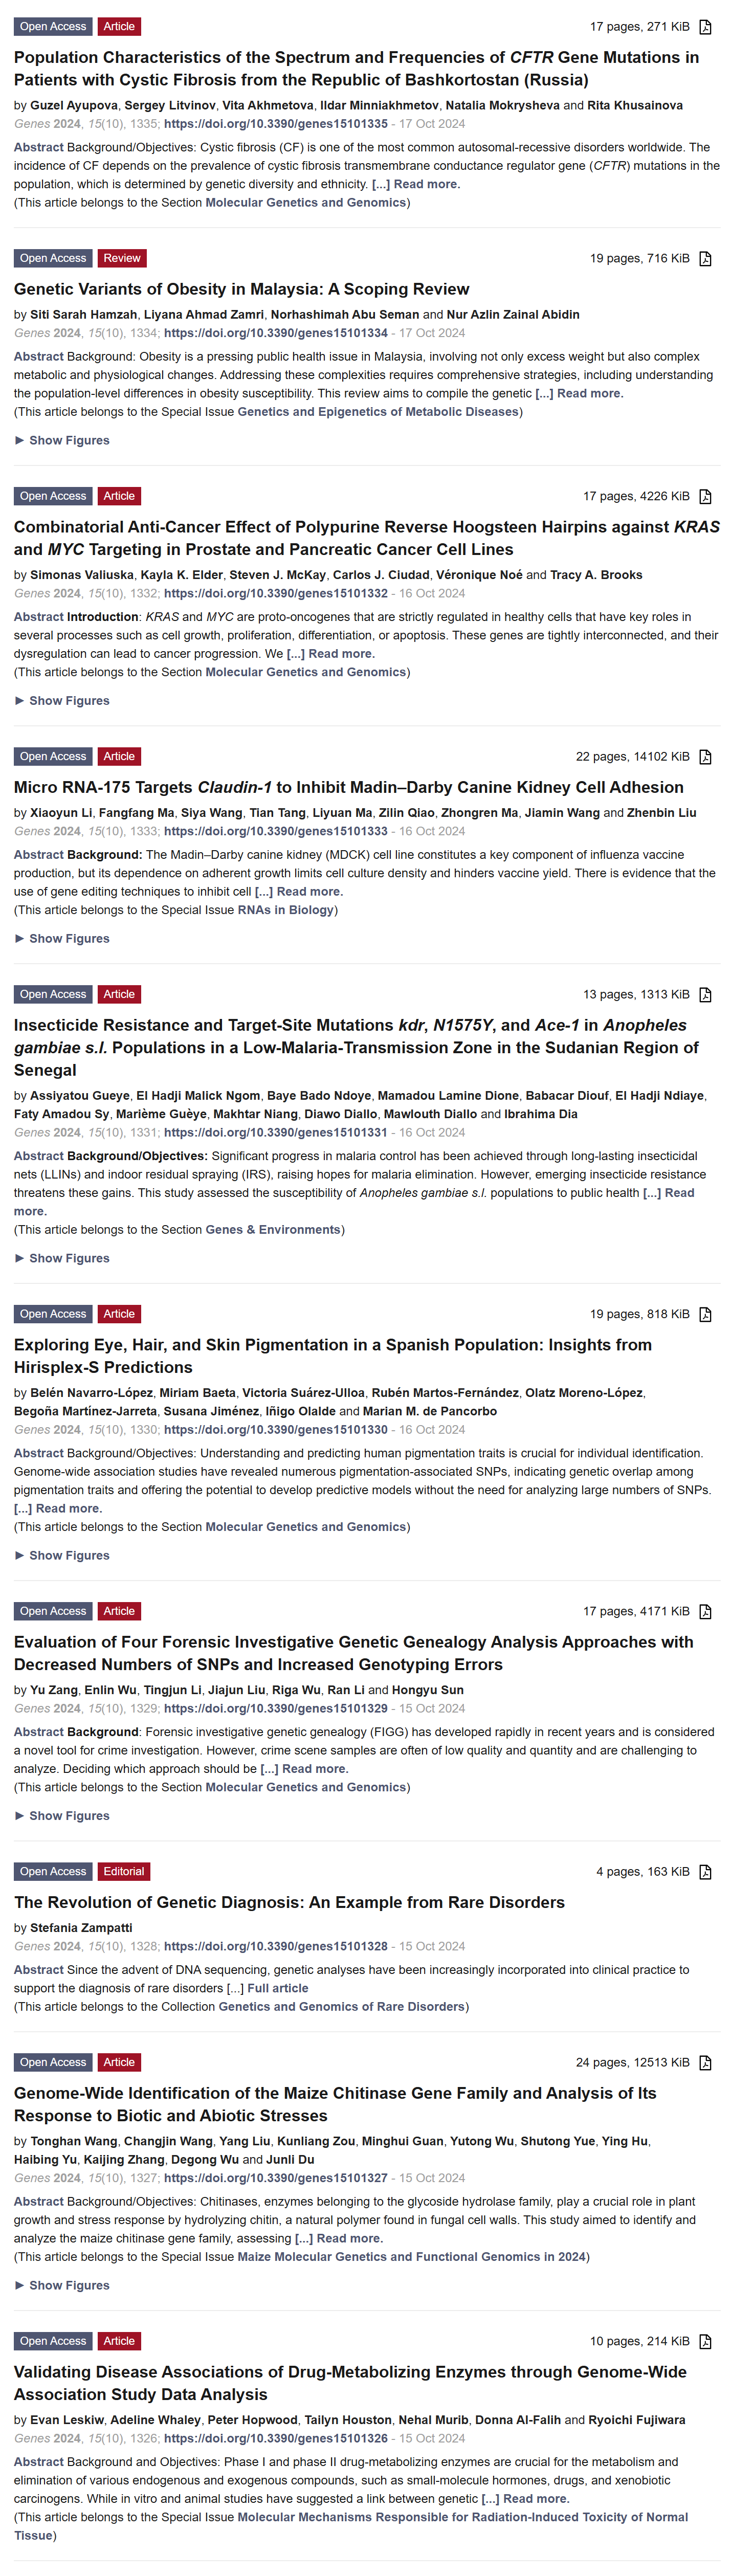 Open Access Article 17 pages, 271 KiB
Population Characteristics of the Spectrum and Frequencies of CFTR Gene Mutations in
Patients with Cystic Fibrosis from the Republic of Bashkortostan (Russia)
by Guzel Ayupova, Sergey Litvinov, Vita Akhmetova, Ildar Minniakhmetov, Natalia Mokrysheva and Rita Khusainova
Genes 2024, 15(10), 1335; https://doi.org/10.3390/genes15101335 - 17 Oct 2024
Abstract Background/Objectives: Cystic fibrosis (CF) is one of the most common autosomal-recessive disorders worldwide. The
incidence of CF depends on the prevalence of cystic fibrosis transmembrane conductance regulator gene (CFTR) mutations in the
population, which is determined by genetic diversity and ethnicity. [...] Read more.
(This article belongs to the Section Molecular Genetics and Genomics)
Open Access Review 19 pages, 716 KiB
Genetic Variants of Obesity in Malaysia: A Scoping Review
by Siti Sarah Hamzah, Liyana Ahmad Zamri, Norhashimah Abu Seman and Nur Azlin Zainal Abidin
Genes 2024, 15(10), 1334; https://doi.org/10.3390/genes15101334 - 17 Oct 2024
Abstract Background: Obesity is a pressing public health issue in Malaysia, involving not only excess weight but also complex
metabolic and physiological changes. Addressing these complexities requires comprehensive strategies, including understanding
the population-level differences in obesity susceptibility. This review aims to compile the genetic [...] Read more.
(This article belongs to the Special Issue Genetics and Epigenetics of Metabolic Diseases)
► Show Figures
Open Access Article 17 pages, 4226 KiB
Combinatorial Anti-Cancer Effect of Polypurine Reverse Hoogsteen Hairpins against KRAS
and MYC Targeting in Prostate and Pancreatic Cancer Cell Lines
by Simonas Valiuska, Kayla K. Elder, Steven J. McKay, Carlos J. Ciudad, Véronique Noé and Tracy A. Brooks
Genes 2024, 15(10), 1332; https://doi.org/10.3390/genes15101332 - 16 Oct 2024
Abstract Introduction: KRAS and MYC are proto-oncogenes that are strictly regulated in healthy cells that have key roles in
several processes such as cell growth, proliferation, differentiation, or apoptosis. These genes are tightly interconnected, and their
dysregulation can lead to cancer progression. We [...] Read more.
(This article belongs to the Section Molecular Genetics and Genomics)
► Show Figures
Open Access Article 22 pages, 14102 KiB
Micro RNA-175 Targets Claudin-1 to Inhibit Madin–Darby Canine Kidney Cell Adhesion
by Xiaoyun Li, Fangfang Ma, Siya Wang, Tian Tang, Liyuan Ma, Zilin Qiao, Zhongren Ma, Jiamin Wang and Zhenbin Liu
Genes 2024, 15(10), 1333; https://doi.org/10.3390/genes15101333 - 16 Oct 2024
Abstract Background: The Madin–Darby canine kidney (MDCK) cell line constitutes a key component of influenza vaccine
production, but its dependence on adherent growth limits cell culture density and hinders vaccine yield. There is evidence that the
use of gene editing techniques to inhibit cell [...] Read more.
(This article belongs to the Special Issue RNAs in Biology)
► Show Figures
Open Access Article 13 pages, 1313 KiB
Insecticide Resistance and Target-Site Mutations kdr, N1575Y, and Ace-1 in Anopheles
gambiae s.l. Populations in a Low-Malaria-Transmission Zone in the Sudanian Region of
Senegal
by Assiyatou Gueye, El Hadji Malick Ngom, Baye Bado Ndoye, Mamadou Lamine Dione, Babacar Diouf, El Hadji Ndiaye,
Faty Amadou Sy, Marième Guèye, Makhtar Niang, Diawo Diallo, Mawlouth Diallo and Ibrahima Dia
Genes 2024, 15(10), 1331; https://doi.org/10.3390/genes15101331 - 16 Oct 2024
Abstract Background/Objectives: Significant progress in malaria control has been achieved through long-lasting insecticidal
nets (LLINs) and indoor residual spraying (IRS), raising hopes for malaria elimination. However, emerging insecticide resistance
threatens these gains. This study assessed the susceptibility of Anopheles gambiae s.l. populations to public health [...] Read
more.
(This article belongs to the Section Genes & Environments)
► Show Figures
Open Access Article 19 pages, 818 KiB
Exploring Eye, Hair, and Skin Pigmentation in a Spanish Population: Insights from
Hirisplex-S Predictions
by Belén Navarro-López, Miriam Baeta, Victoria Suárez-Ulloa, Rubén Martos-Fernández, Olatz Moreno-López,
Begoña Martínez-Jarreta, Susana Jiménez, Iñigo Olalde and Marian M. de Pancorbo
Genes 2024, 15(10), 1330; https://doi.org/10.3390/genes15101330 - 16 Oct 2024
Abstract Background/Objectives: Understanding and predicting human pigmentation traits is crucial for individual identification.
Genome-wide association studies have revealed numerous pigmentation-associated SNPs, indicating genetic overlap among
pigmentation traits and offering the potential to develop predictive models without the need for analyzing large numbers of SNPs.
[...] Read more.
(This article belongs to the Section Molecular Genetics and Genomics)
► Show Figures
Open Access Article 17 pages, 4171 KiB
Evaluation of Four Forensic Investigative Genetic Genealogy Analysis Approaches with
Decreased Numbers of SNPs and Increased Genotyping Errors
by Yu Zang, Enlin Wu, Tingjun Li, Jiajun Liu, Riga Wu, Ran Li and Hongyu Sun
Genes 2024, 15(10), 1329; https://doi.org/10.3390/genes15101329 - 15 Oct 2024
Abstract Background: Forensic investigative genetic genealogy (FIGG) has developed rapidly in recent years and is considered
a novel tool for crime investigation. However, crime scene samples are often of low quality and quantity and are challenging to
analyze. Deciding which approach should be [...] Read more.
(This article belongs to the Section Molecular Genetics and Genomics)
► Show Figures
Open Access Editorial 4 pages, 163 KiB
The Revolution of Genetic Diagnosis: An Example from Rare Disorders
by Stefania Zampatti
Genes 2024, 15(10), 1328; https://doi.org/10.3390/genes15101328 - 15 Oct 2024
Abstract Since the advent of DNA sequencing, genetic analyses have been increasingly incorporated into clinical practice to
support the diagnosis of rare disorders [...] Full article
(This article belongs to the Collection Genetics and Genomics of Rare Disorders)
Open Access Article 24 pages, 12513 KiB
Genome-Wide Identification of the Maize Chitinase Gene Family and Analysis of Its
Response to Biotic and Abiotic Stresses
by Tonghan Wang, Changjin Wang, Yang Liu, Kunliang Zou, Minghui Guan, Yutong Wu, Shutong Yue, Ying Hu,
Haibing Yu, Kaijing Zhang, Degong Wu and Junli Du
Genes 2024, 15(10), 1327; https://doi.org/10.3390/genes15101327 - 15 Oct 2024
Abstract Background/Objectives: Chitinases, enzymes belonging to the glycoside hydrolase family, play a crucial role in plant
growth and stress response by hydrolyzing chitin, a natural polymer found in fungal cell walls. This study aimed to identify and
analyze the maize chitinase gene family, assessing [...] Read more.
(This article belongs to the Special Issue Maize Molecular Genetics and Functional Genomics in 2024)
► Show Figures
Open Access Article 10 pages, 214 KiB
Validating Disease Associations of Drug-Metabolizing Enzymes through Genome-Wide
Association Study Data Analysis
by Evan Leskiw, Adeline Whaley, Peter Hopwood, Tailyn Houston, Nehal Murib, Donna Al-Falih and Ryoichi Fujiwara
Genes 2024, 15(10), 1326; https://doi.org/10.3390/genes15101326 - 15 Oct 2024
Abstract Background and Objectives: Phase I and phase II drug-metabolizing enzymes are crucial for the metabolism and
elimination of various endogenous and exogenous compounds, such as small-molecule hormones, drugs, and xenobiotic
carcinogens. While in vitro and animal studies have suggested a link between genetic [...] Read more.
(This article belongs to the Special Issue Molecular Mechanisms Responsible for Radiation-Induced Toxicity of Normal
Tissue)